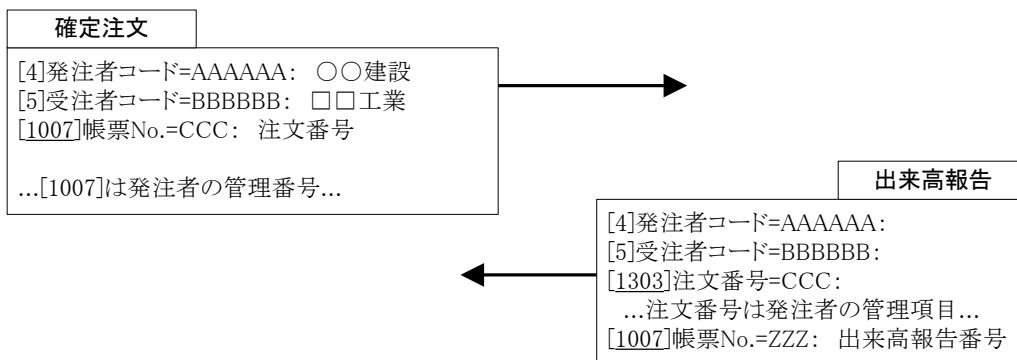 確定注文
[4]発注者コード=AAAAAA: ○○建設
[5]受注者コード=BBBBBB: □□工業
[1007]帳票No.=CCC: 注文番号
...[1007]は発注者の管理番号...
出来高報告
[4]発注者コード=AAAAAA:
[5]受注者コード=BBBBBB:
[1303]注文番号=CCC:
...注文番号は発注者の管理項目...
[1007]帳票No.=ZZZ: 出来高報告番号